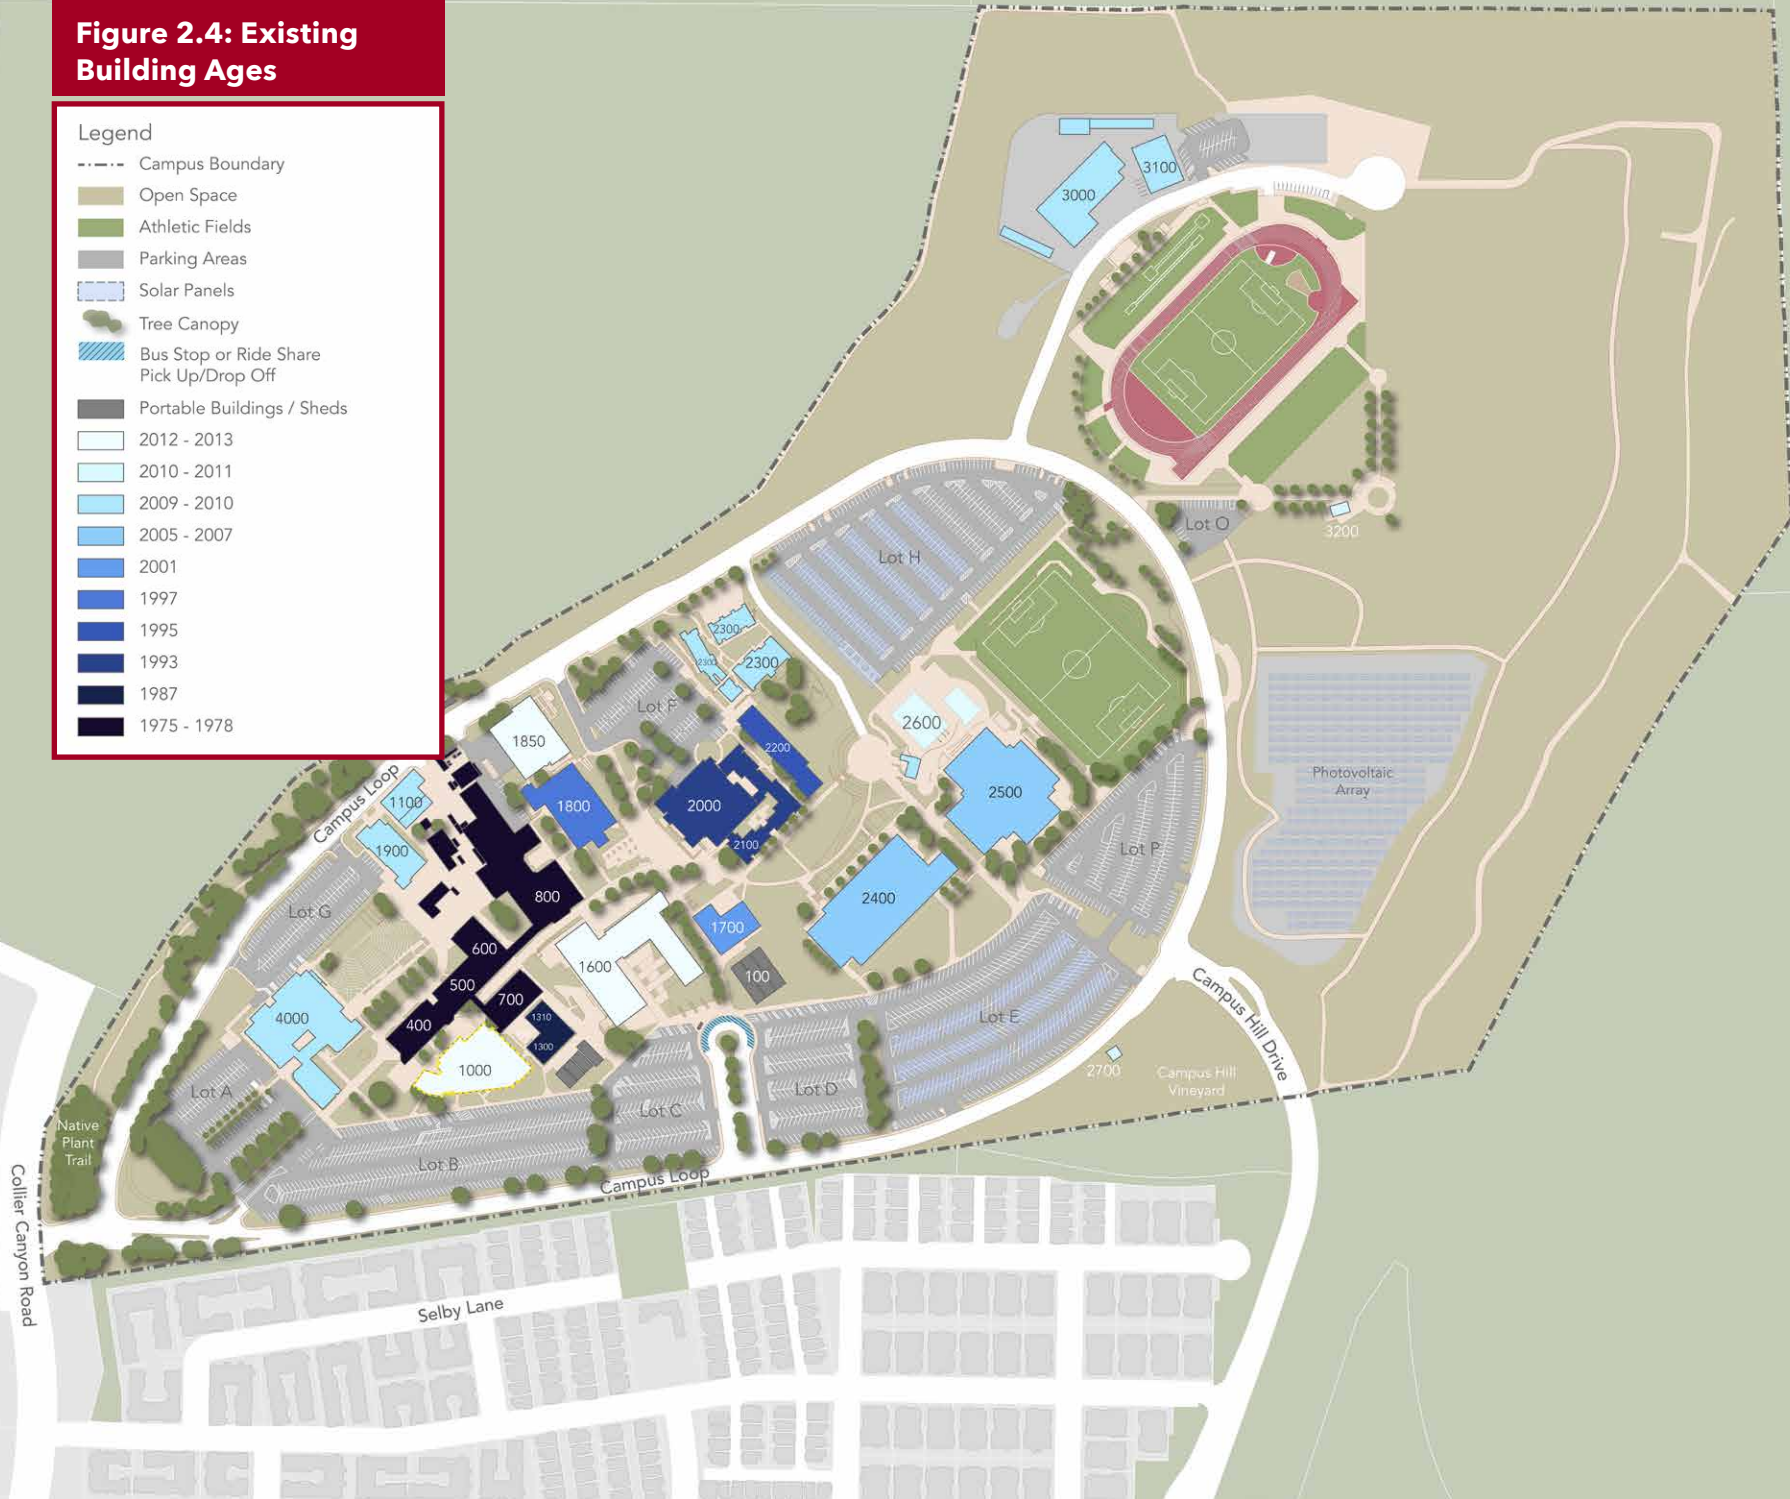 Figure 2.4: Existing
Building Ages
Legend
Campus Boundary
Open Space
Athletic Fields
Parking Areas
Solar Panels
Tree Canopy
Bus Stop or Ride Share
Pick Up/Drop Off
Portable Buildings / Sheds
2012 - 2013
2010 - 2011
2009 - 2010
2005 - 2007
2001
1997
1995
1993
1987
1975 - 1978
3100
3000
Lot O
3200
Lot H
2300
2300
2300
Lot F
2600
1850
2200
Photovoltaic
Array
2500
Campus Loop
1100
1800
2000
2100
1900
Lot P
800
2400
Lot G
1700
600
1600
100
500
700
Campus Hill Drive
4000
400
1310
1300
Lot E
1000
2700
Campus Hill
Vineyard
Lot A
Lot D
Lot C
Native
Plant
Trail
Lot B
Campus Loop
Collier Canyon Road
Selby Lane